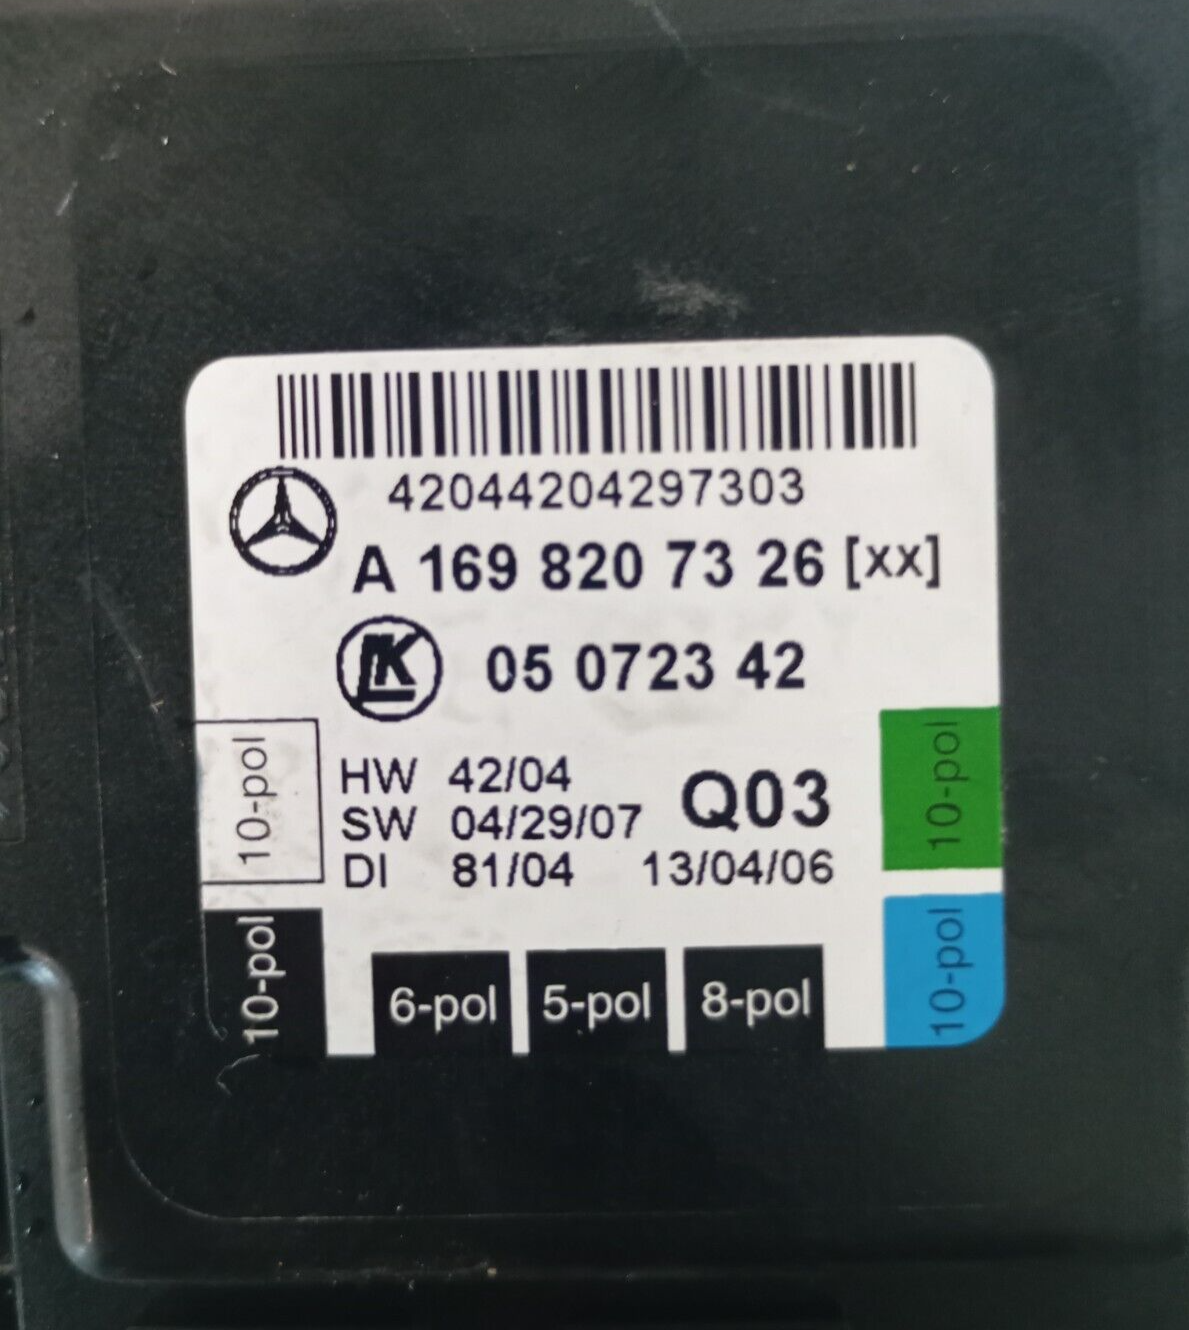 42044204297303
A 169 820 73 26 [xx]
LK 05 0723 42
HW 42/04
SW 04/29/07
DI 81/04 13/04/06
Q03
10-pol
10-pol
10-pol
10-pol
6-pol 5-pol 8-pol